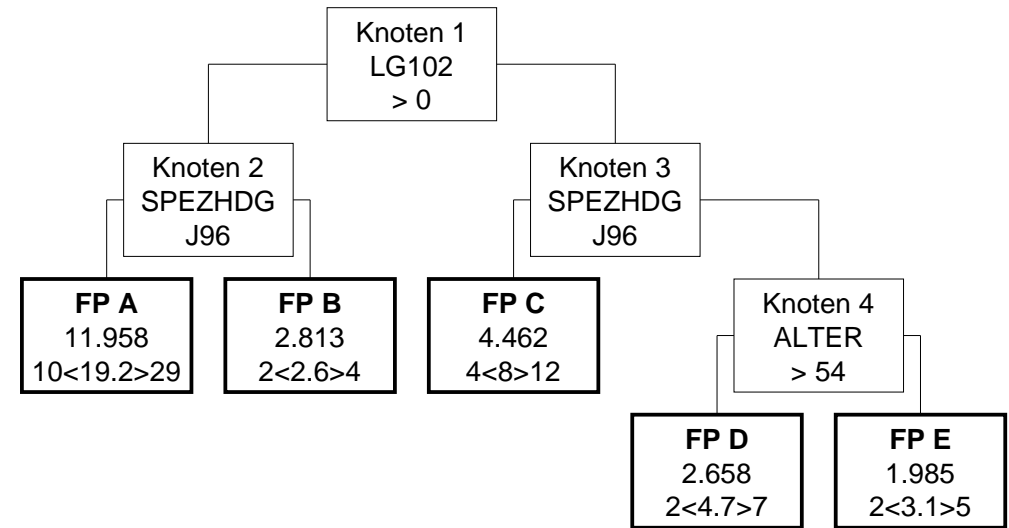 Knoten 1
LG102
> 0
Knoten 2
SPEZHDG
J96
Knoten 3
SPEZHDG
J96
FP A
11.958
10<19.2>29
FP B
2.813
2<2.6>4
FP C
4.462
4<8>12
Knoten 4
ALTER
> 54
FP D
2.658
2<4.7>7
FP E
1.985
2<3.1>5